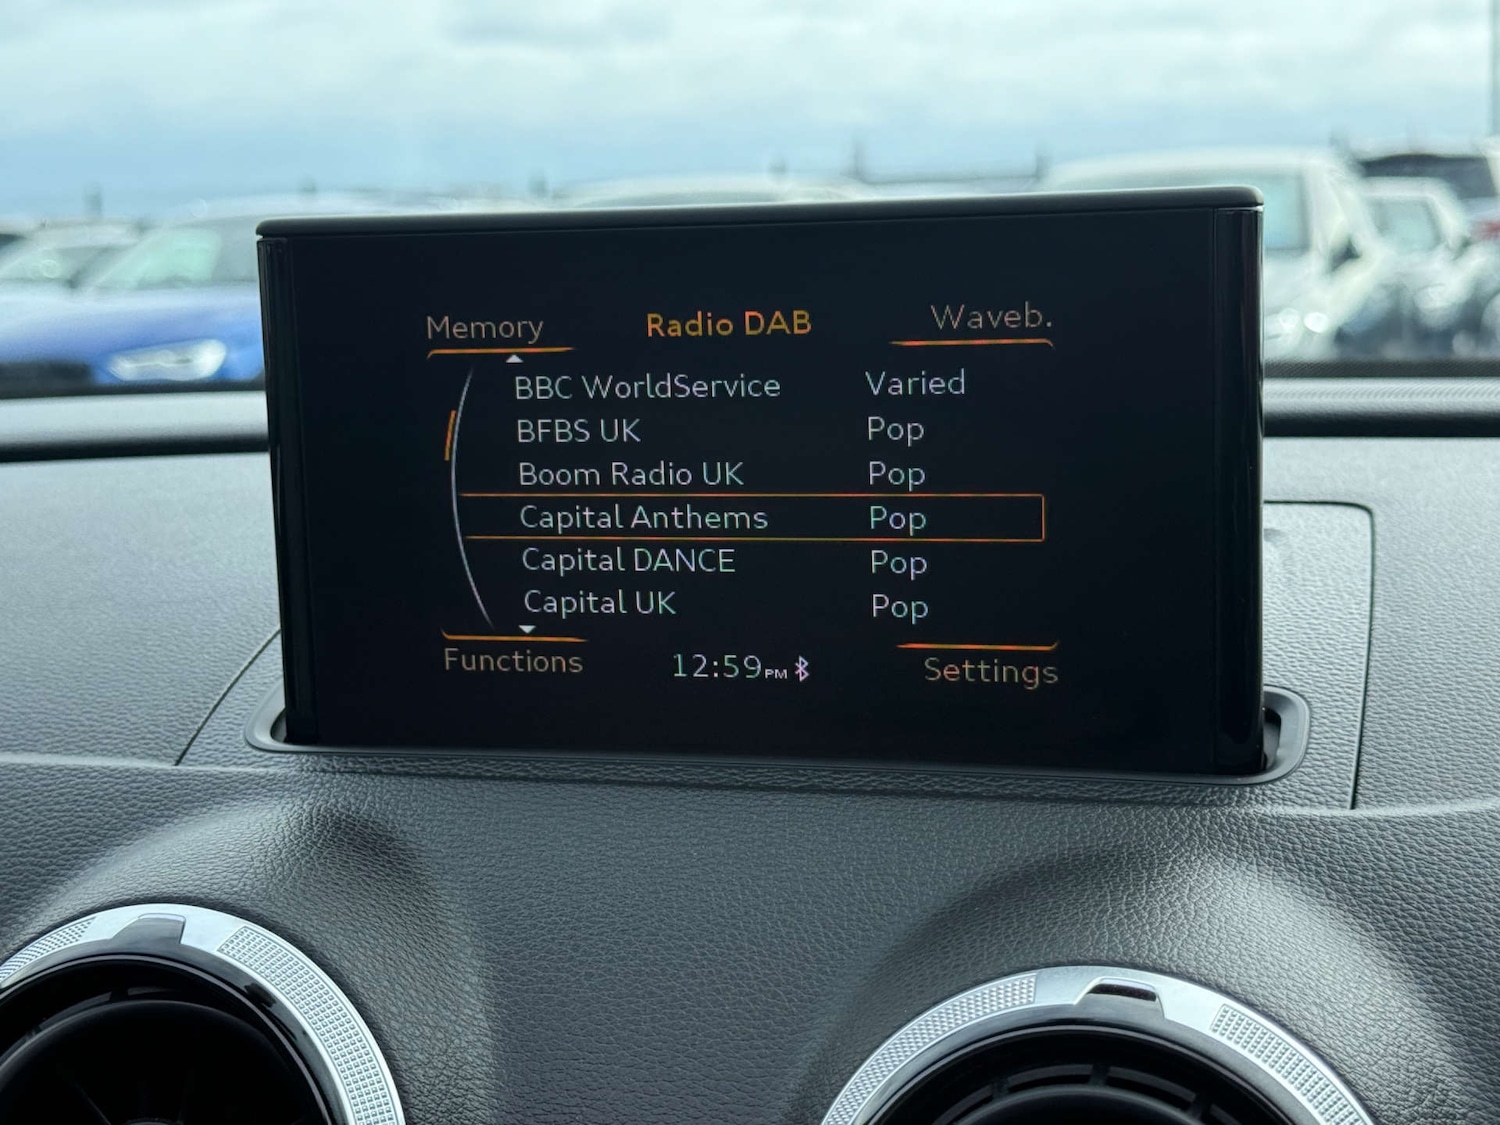 Memory Radio DAB Waveb.
BBC WorldService Varied
BFBS UK Pop
Boom Radio UK Pop
Capital Anthems Pop
Capital DANCE Pop
Capital UK Pop
Functions 12:59PM Settings